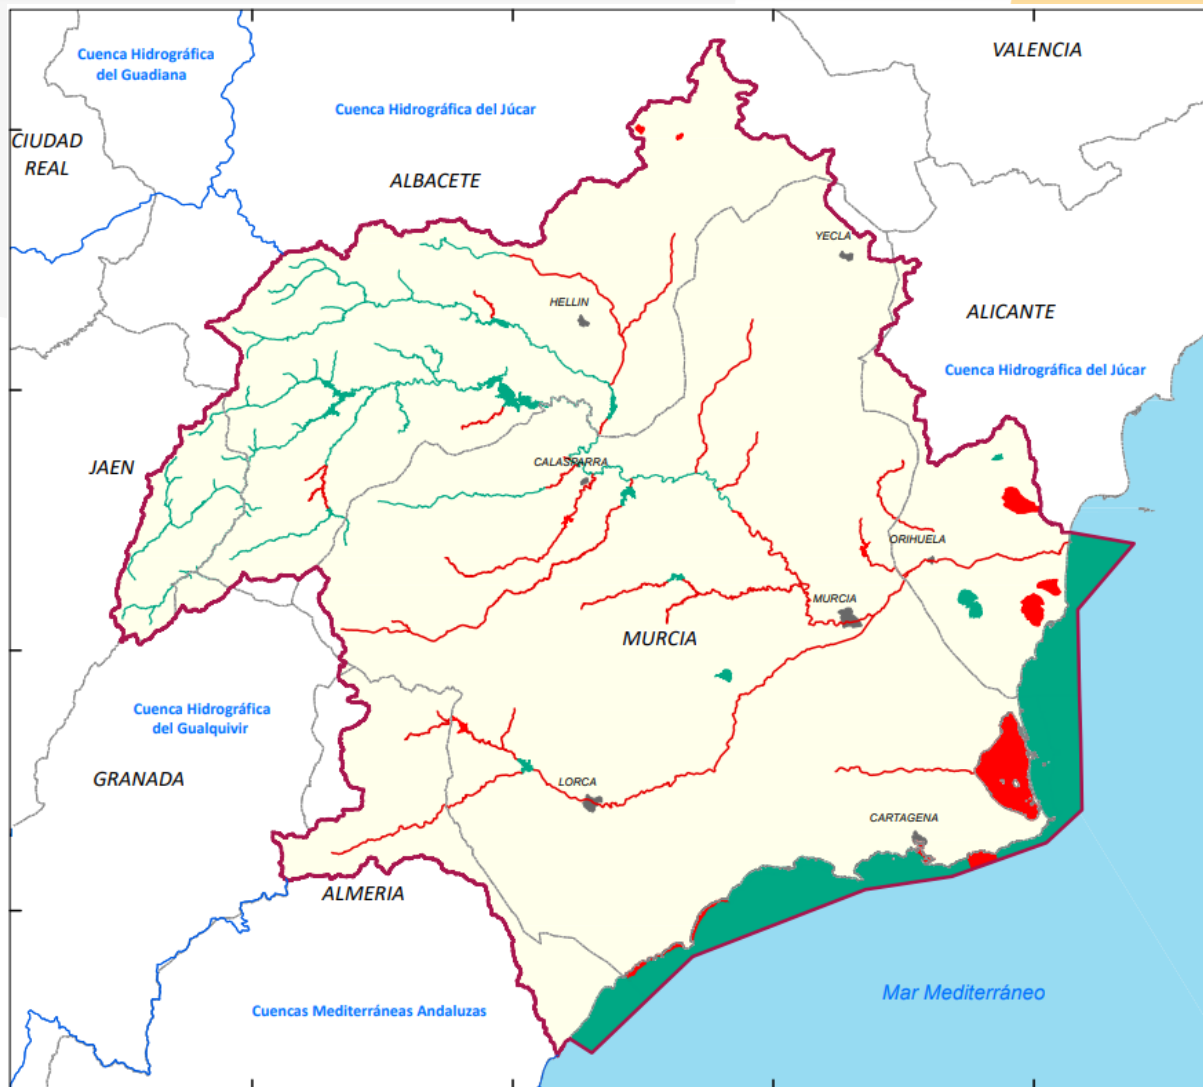 VALENCIA
Cuenca Hidrográfica
del Guadiana
Cuenca Hidrográfica del Júcar
CIUDAD
REAL
ALBACETE
YECLA
HELLIN
ALICANTE
Cuenca Hidrográfica del Júcar
JAEN
CALASPARRA
ORIHUELA
MURCIA
MURCIA
Cuenca Hidrográfica
del Gualquivir
GRANADA
LORCA
CARTAGENA
ALMERIA
Mar Mediterráneo
Cuencas Mediterráneas Andaluzas